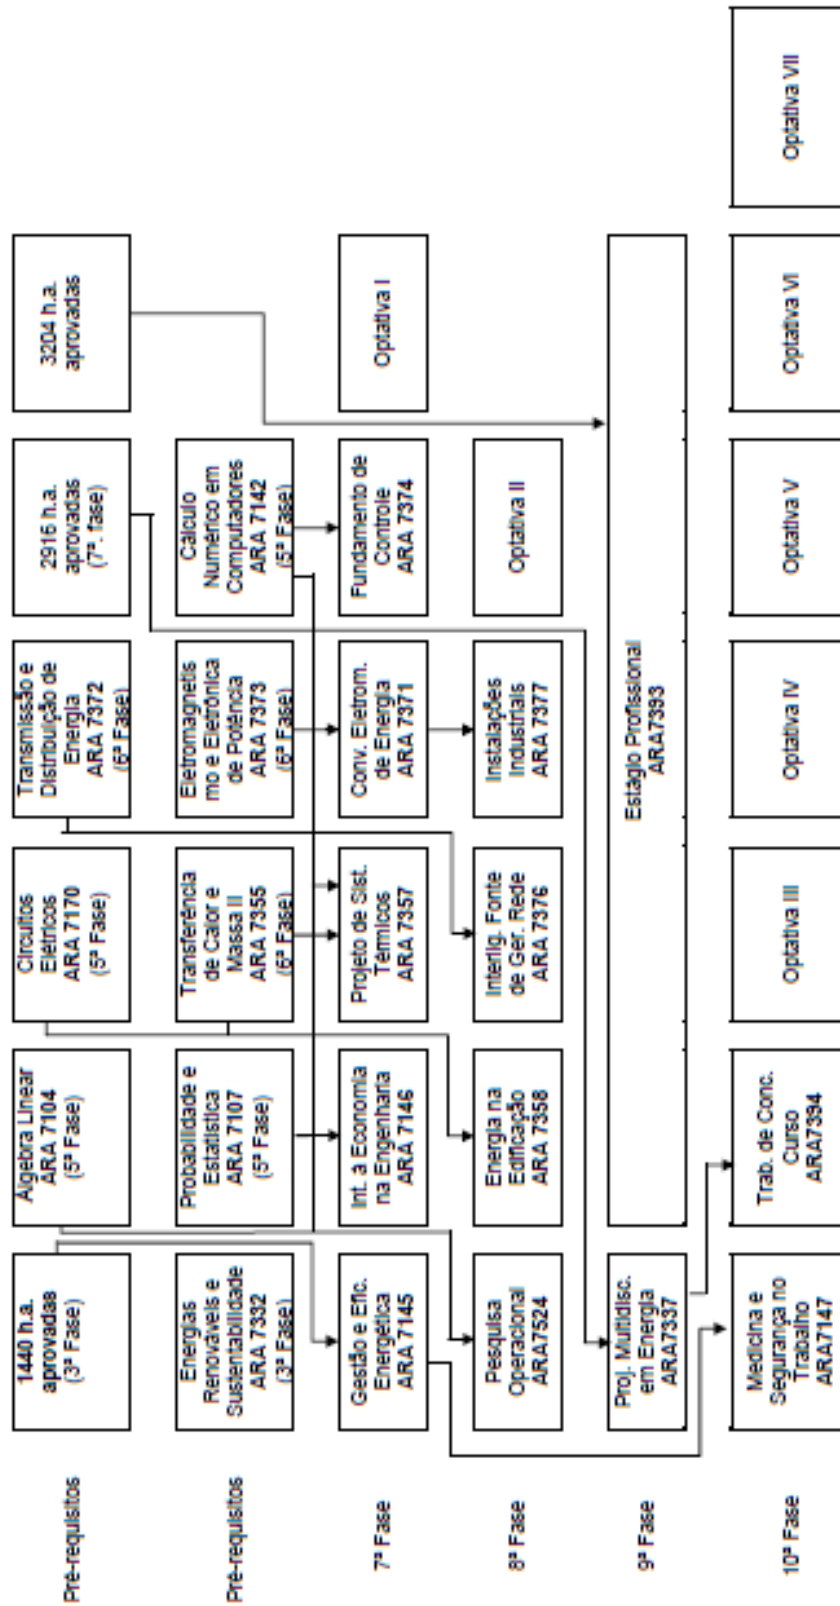 Pré-requisitos
1440 h.a.
aprovadas
(3ª Fase)
Álgebra Linear
ARA 7104
(5ª Fase)
Circuitos
Elétricos
ARA 7170
(5ª Fase)
Transmissão e
Distribuição de
Energia
ARA 7372
(6ª Fase)
2916 h.a.
aprovadas
(7ª. fase)
3204 h.a.
aprovadas
Pré-requisitos
Energias
Renováveis e
Sustentabilidade
ARA 7332
(3ª Fase)
Probabilidade e
Estatística
ARA 7107
(5ª Fase)
Transferência
de Calor e
Massa II
ARA 7355
(6ª Fase)
Eletromagnetis
mo e Eletrônica
de Potência
ARA 7373
(6ª Fase)
Cálculo
Numérico em
Computadores
ARA 7142
(5ª Fase)
7ª Fase
Gestão e Efic.
Energética
ARA 7145
Int. à Economia
na Engenharia
ARA 7146
Projeto de Sist.
Térmicos
ARA 7357
Conv. Eletrom.
de Energia
ARA 7371
Fundamento de
Controle
ARA 7374
Optativa I
8ª Fase
Pesquisa
Operacional
ARA7524
Energia na
Edificação
ARA 7358
Interlig. Fonte
de Ger. Rede
ARA 7376
Instalações
Industriais
ARA 7377
Optativa II
9ª Fase
Proj. Multidisc.
em Energia
ARA7337
Estágio Profissional
ARA7393
10ª Fase
Medicina e
Segurança no
Trabalho
ARA7147
Trab. de Conc.
Curso
ARA7394
Optativa III
Optativa IV
Optativa V
Optativa VI
Optativa VII